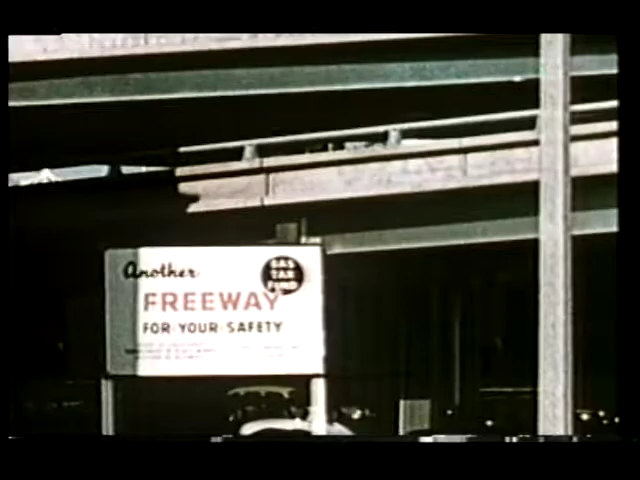 Another
GAS
TAX
FUND
FREEWAY
FOR·YOUR·SAFETY